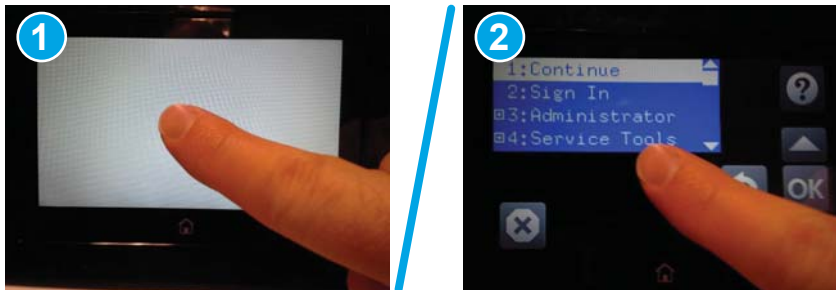 1
2
1:Continue
2:Sign In
3:Administrator
4:Service Tools
?
OK